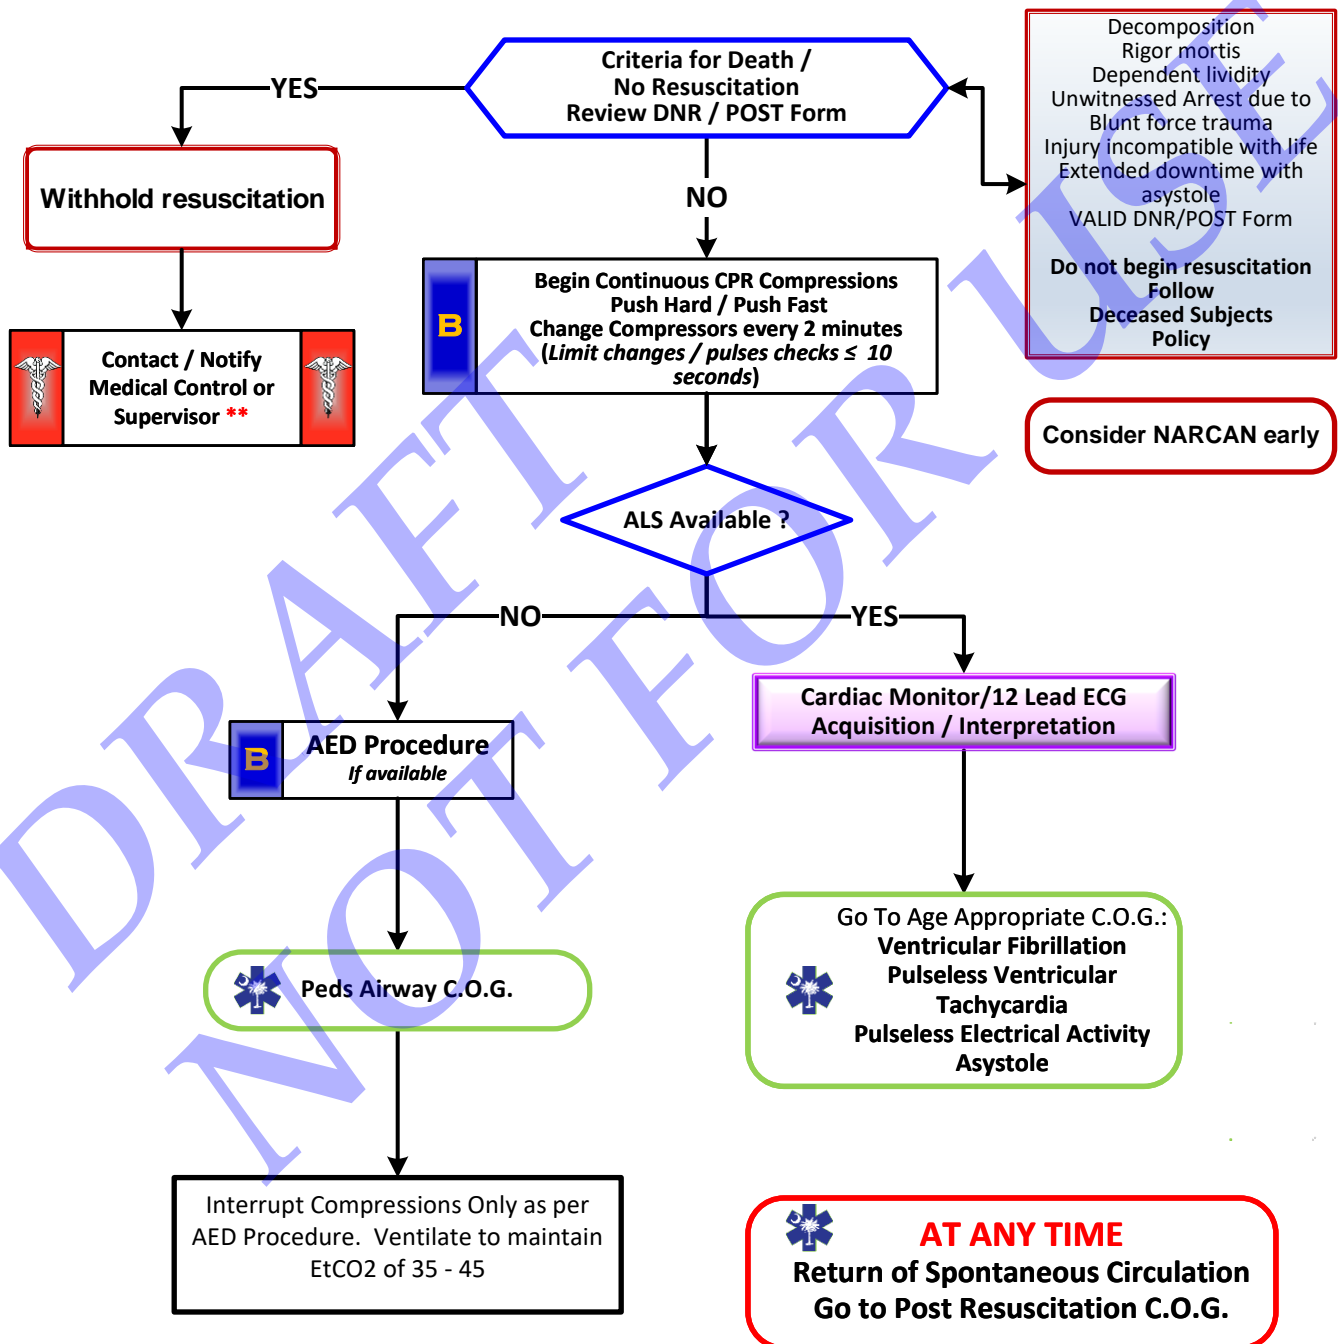 Criteria for Death /
No Resuscitation
Review DNR / POST Form
YES
NO
Decomposition
Rigor mortis
Dependent lividity
Unwitnessed Arrest due to
Blunt force trauma
Injury incompatible with life
Extended downtime with
asystole
VALID DNR/POST Form
Do not begin resuscitation
Follow
Deceased Subjects
Policy
Withhold resuscitation
Contact / Notify
Medical Control or
Supervisor **
B
Begin Continuous CPR Compressions
Push Hard / Push Fast
Change Compressors every 2 minutes
(Limit changes / pulses checks ≤ 10
seconds)
Consider NARCAN early
ALS Available ?
NO
YES
B
AED Procedure
If available
Cardiac Monitor/12 Lead ECG
Acquisition / Interpretation
Peds Airway C.O.G.
Go To Age Appropriate C.O.G.:
Ventricular Fibrillation
Pulseless Ventricular
Tachycardia
Pulseless Electrical Activity
Asystole
Interrupt Compressions Only as per
AED Procedure. Ventilate to maintain
EtCO2 of 35 - 45
AT ANY TIME
Return of Spontaneous Circulation
Go to Post Resuscitation C.O.G.
DRAFT
NOT FOR USE